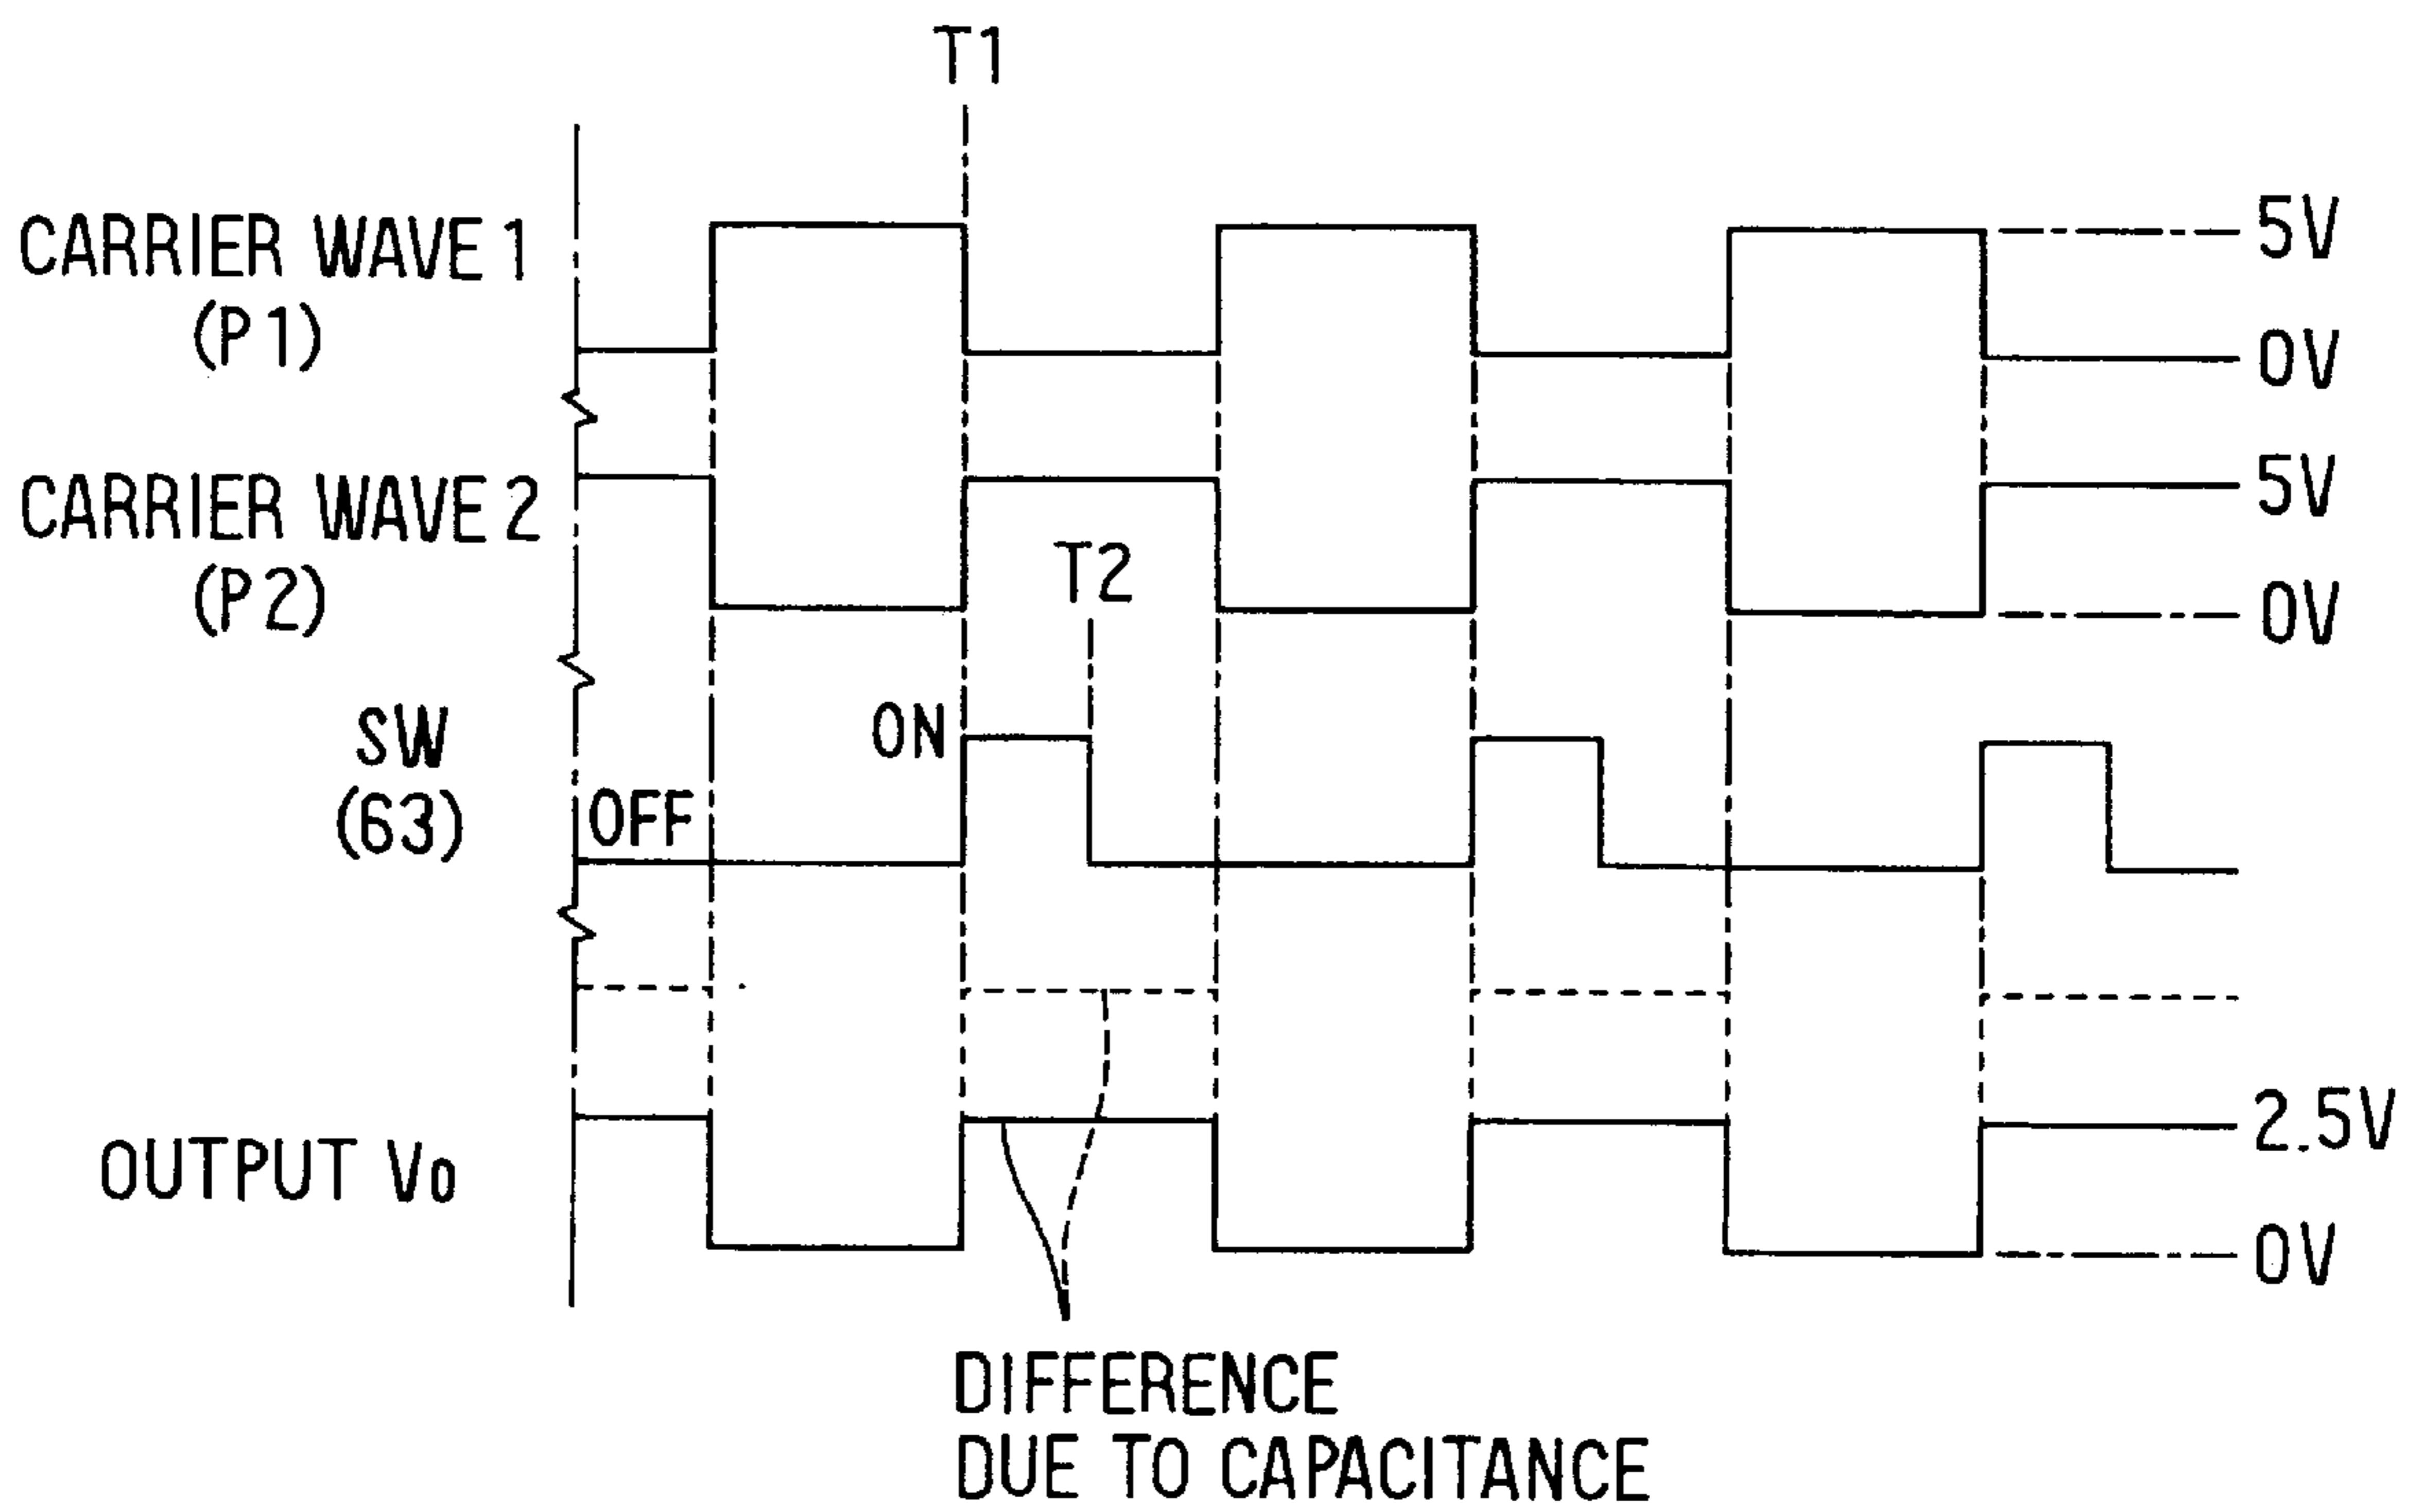 T1
CARRIER WAVE 1
(P1)
5V
0V
CARRIER WAVE 2
(P2)
5V
0V
T2
SW
(63)
ON
OFF
OUTPUT Vo
2.5V
0V
DIFFERENCE
DUE TO CAPACITANCE